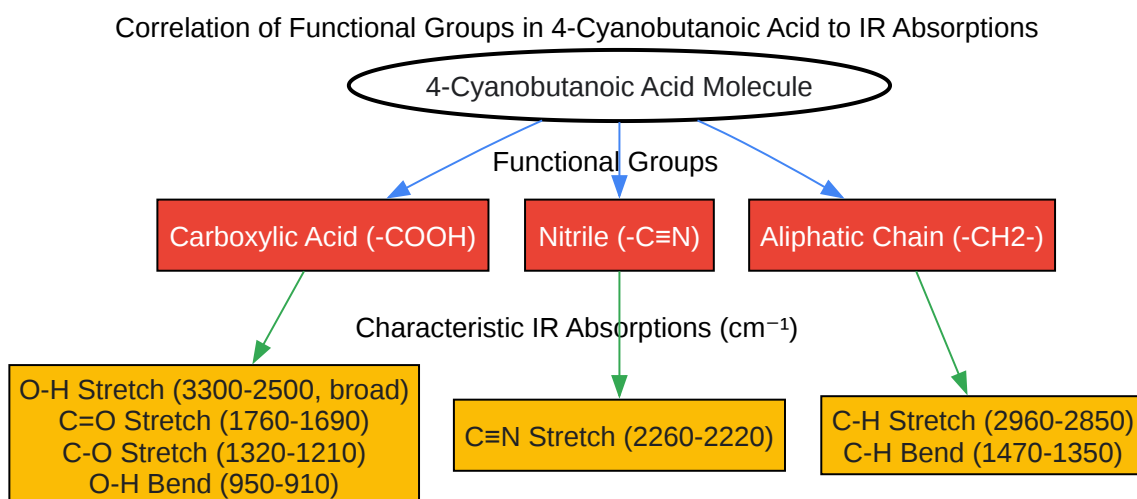 Correlation of Functional Groups in 4-Cyanobutanoic Acid to IR Absorptions
4-Cyanobutanoic Acid Molecule
Functional Groups
Carboxylic Acid (-COOH)
Nitrile (-C≡N)
Aliphatic Chain (-CH2-)
Characteristic IR Absorptions (cm⁻¹)
O-H Stretch (3300-2500, broad)
C=O Stretch (1760-1690)
C-O Stretch (1320-1210)
O-H Bend (950-910)
C≡N Stretch (2260-2220)
C-H Stretch (2960-2850)
C-H Bend (1470-1350)